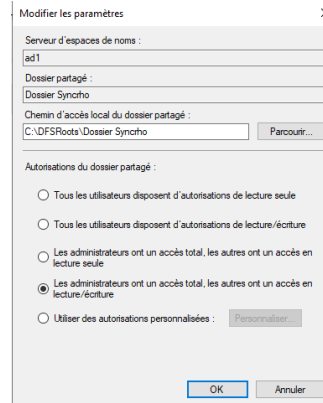 Modifier les paramètres
Serveur d'espaces de noms :
ad1
Dossier partagé :
Dossier Syncrho
Chemin d'accès local du dossier partagé :
C:\DFSRoots\Dossier Syncrho
Parcourir...
Autorisations du dossier partagé :
Tous les utilisateurs disposent d'autorisations de lecture seule
Tous les utilisateurs disposent d'autorisations de lecture/écriture
Les administrateurs ont un accès total, les autres ont un accès en
lecture seule
Les administrateurs ont un accès total, les autres ont un accès en
lecture/écriture
Utiliser des autorisations personnalisées :
Personnaliser...
OK
Annuler